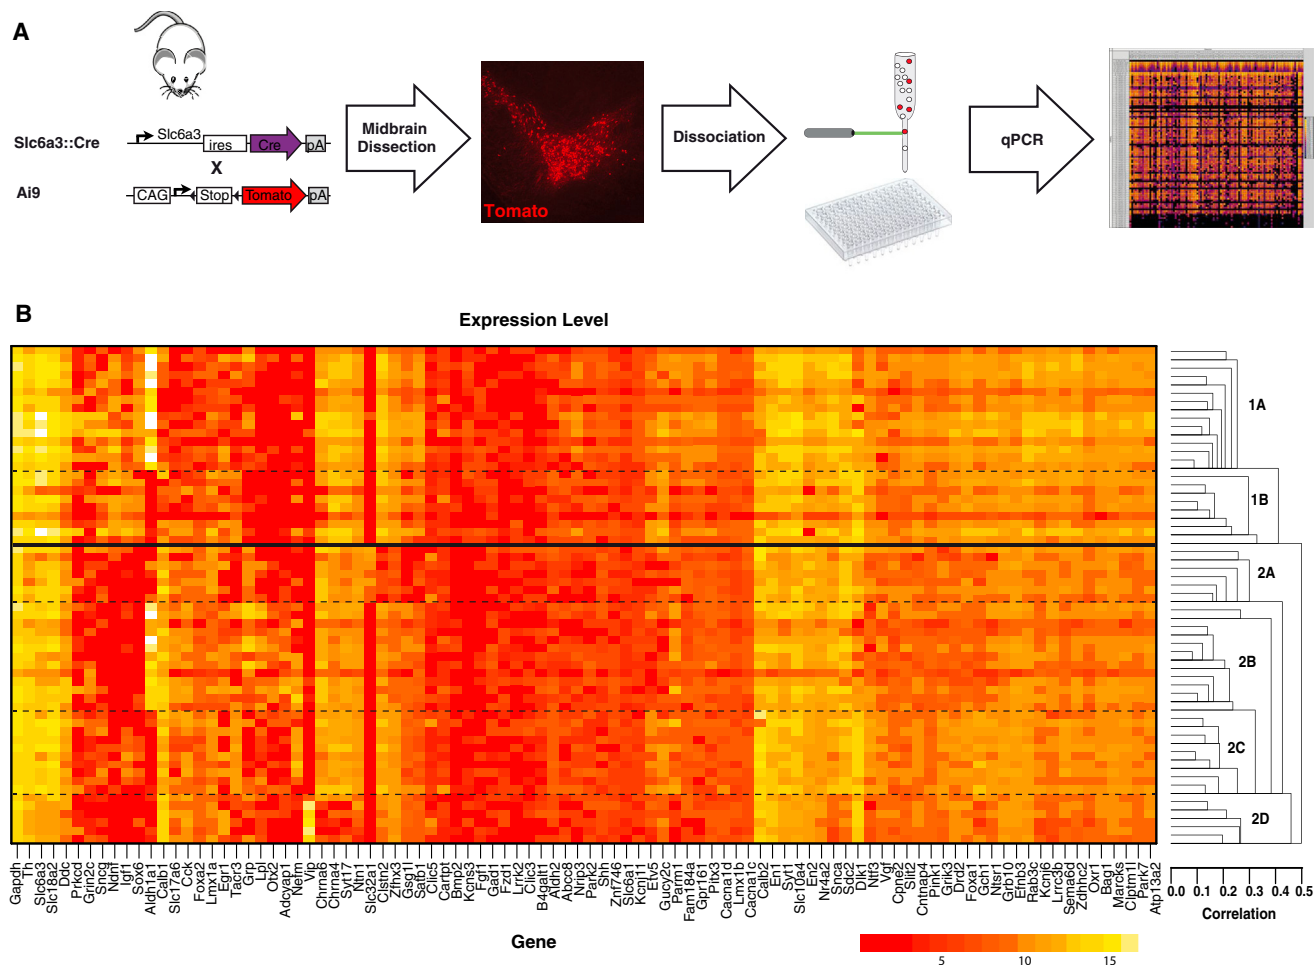 A
Slc6a3::Cre
Slc6a3
ires
Cre
pA
X
Ai9
CAG
Stop
Tomato
pA
Midbrain
Dissection
Tomato
Dissociation
qPCR
B
Expression Level
1A
1B
2A
2B
2C
2D
Gapdh
Th
Slc6a3
Slc18a2
Ddc
Prkcd
Grin2c
Sncg
Ndnf
Igf1
Sox6
Aldh1a1
Calb1
Slc17a6
Cck
Foxa2
Lmx1a
Egr1
Tacr3
Grp
Lpl
Otx2
Adcyap1
Nefm
Vip
Chrna6
Chrna4
Syt17
Ntn1
Slc32a1
Clstn2
Zfhx3
Gsg1l
Satb1
Clic5
Cartpt
Bmp2
Kcns3
Fgf1
Gad1
Fzd1
Lrrk2
Clic3
B4galt1
Aldh2
Abcc8
Nrip3
Park2
Shh
Znf746
Slc6a1
Kcnj11
Etv5
Gucy2c
Parm1
Fam184a
Gpr161
Pitx3
Cacna1d
Lmx1b
Cacna1c
Calb2
En1
Syt1
Slc10a4
En2
Nr4a2
Snca
Sdc2
Dlk1
Ntf3
Vgf
Cppe2
Slit2
Cntnap4
Pink1
Grik3
Drd2
Foxa1
Gch1
Ntsr1
Grb10
Efnb3
Rab3c
Kcnj6
Lrrc3b
Sema6d
Zdhhc2
Oxr1
Bag1
Marcks
Clptm1l
Park7
Atp13a2
0.0 0.1 0.2 0.3 0.4 0.5
Correlation
Gene
5 10 15